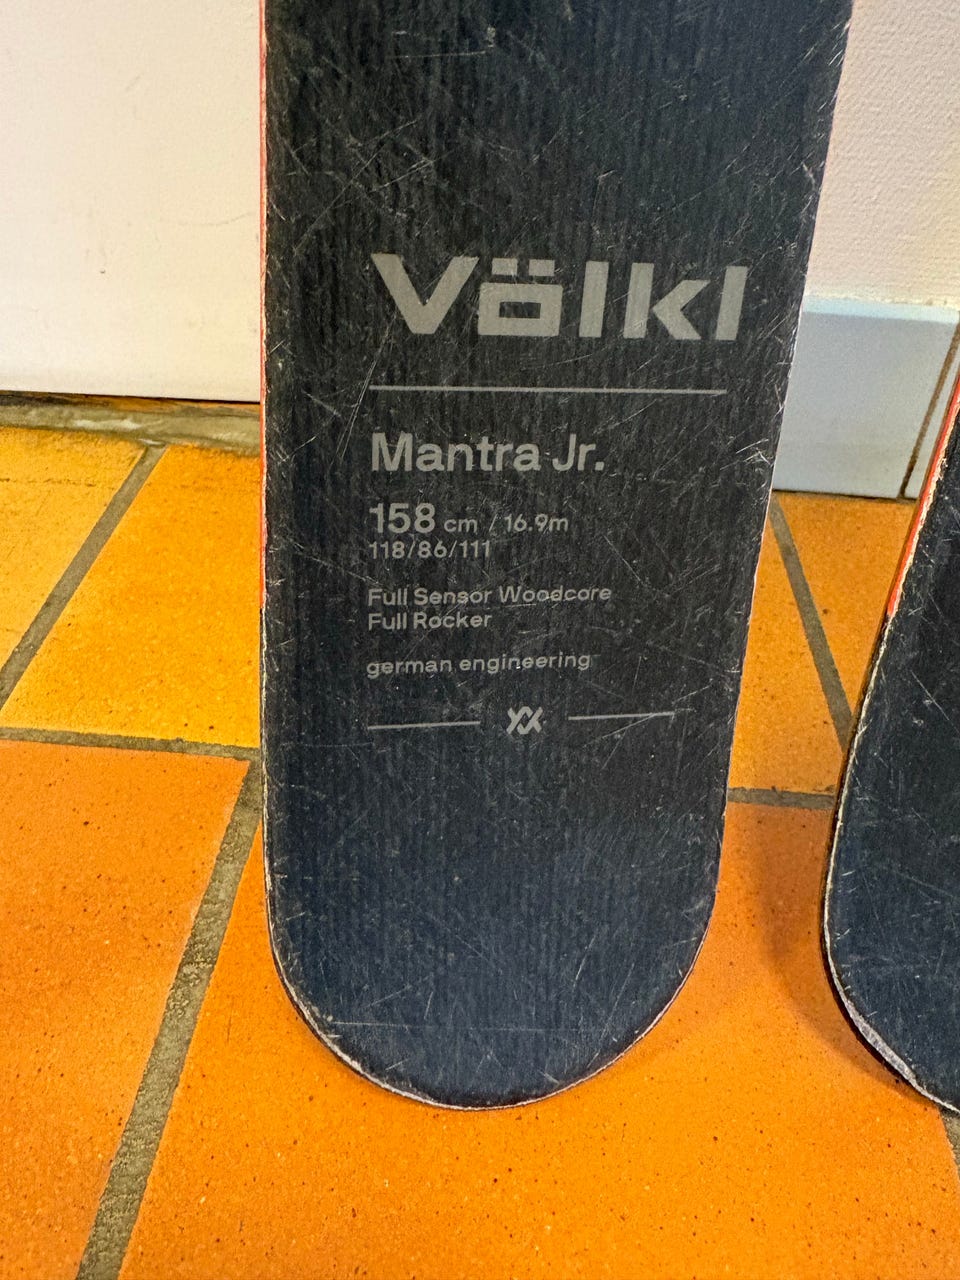 Völkl
Mantra Jr.
158 cm / 16.9m
118/86/111
Full Sensor Woodcore
Full Rocker
german engineering